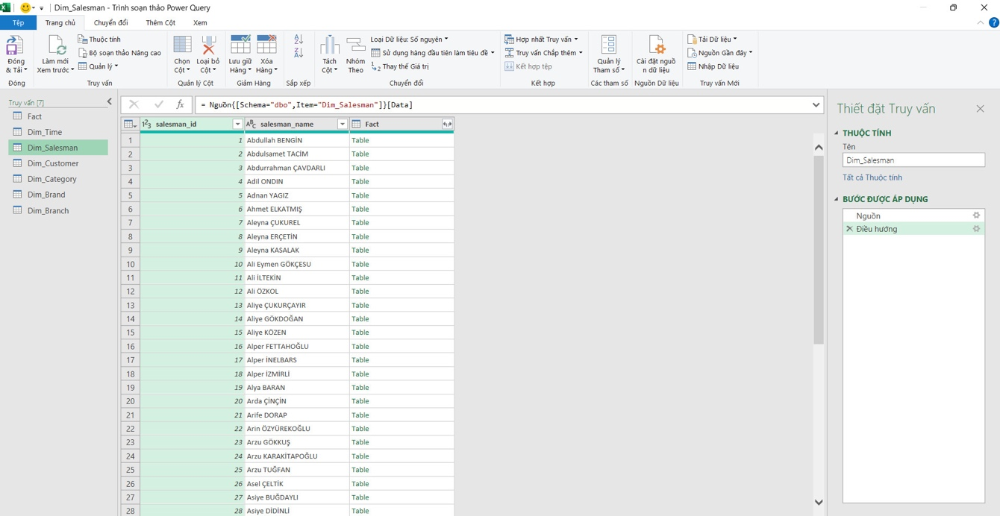 Dim_Salesman - Trình soạn thảo Power Query
Tệp Trang chủ Chuyển đổi Thêm Cột Xem
Đóng & Tải
Đóng
Làm mới Xem trước
Thuộc tính
Bộ soạn thảo Nâng cao
Quản lý
Truy vấn
Chọn Cột
Loại bỏ Cột
Quản lý Cột
Lưu giữ Hàng
Xóa Hàng
Giảm Hàng
A Z
Z A
Sắp xếp
Tách Cột
Nhóm Theo
Loại Dữ liệu: Số nguyên
Sử dụng hàng đầu tiên làm tiêu đề
Thay thế Giá trị
Chuyển đổi
Hợp nhất Truy vấn
Truy vấn Chắp thêm
Kết hợp tệp
Kết hợp
Quản lý Tham số
Các tham số
Cài đặt nguồn dữ liệu
Nguồn Dữ liệu
Tải Dữ liệu
Nguồn Gần đây
Nhập Dữ liệu
Truy vấn Mới
Truy vấn [7]
Fact
Dim_Time
Dim_Salesman
Dim_Customer
Dim_Category
Dim_Brand
Dim_Branch
fx = Nguồn{[Schema="dbo",Item="Dim_Salesman"]}[Data]
123 salesman_id ABC salesman_name Fact
1 1 Abdullah BENGİN Table
2 2 Abdulsamet TACİM Table
3 3 Abdurrahman ÇAVDARLI Table
4 4 Adil ONDIN Table
5 5 Adnan YAGIZ Table
6 6 Ahmet ELKATMIŞ Table
7 7 Aleyna ÇUKUREL Table
8 8 Aleyna ERÇETİN Table
9 9 Aleyna KASALAK Table
10 10 Ali Eymen GÖKÇESU Table
11 11 Ali İLTEKİN Table
12 12 Ali ÖZKOL Table
13 13 Aliye ÇUKURÇAYIR Table
14 14 Aliye GÖKDOĞAN Table
15 15 Aliye KÖZEN Table
16 16 Alper FETTAHOĞLU Table
17 17 Alper İNELBARS Table
18 18 Alper İZMİRLİ Table
19 19 Alya BARAN Table
20 20 Arda ÇİNÇİN Table
21 21 Arife DORAP Table
22 22 Arin ÖZYÜREKOĞLU Table
23 23 Arzu GÖKKUŞ Table
24 24 Arzu KARAKİTAPOĞLU Table
25 25 Arzu TUĞFAN Table
26 26 Asel ÇELTİK Table
27 27 Asiye BUĞDAYLI Table
28 28 Asiye DİDİNLİ Table
Thiết đặt Truy vấn
THUỘC TÍNH
Tên
Dim_Salesman
Tất cả Thuộc tính
BƯỚC ĐƯỢC ÁP DỤNG
Nguồn
Điều hướng